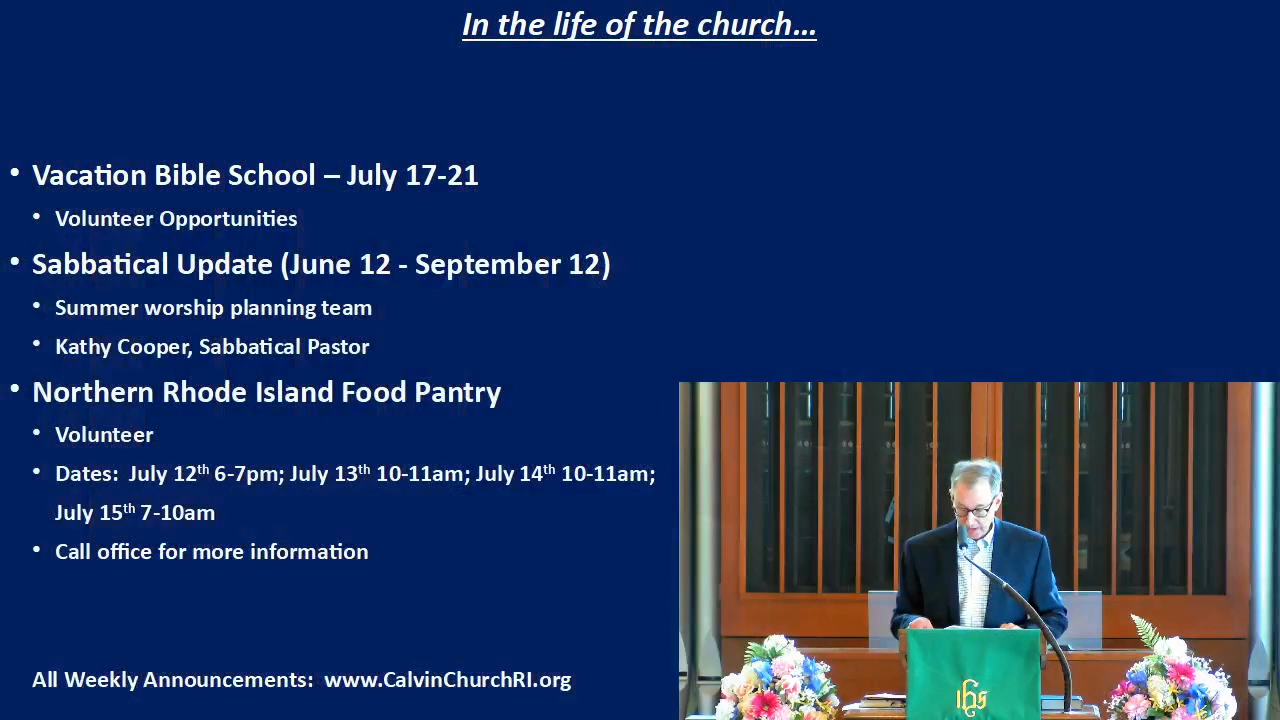 In the life of the church...
• Vacation Bible School – July 17-21
• Volunteer Opportunities
• Sabbatical Update (June 12 - September 12)
• Summer worship planning team
• Kathy Cooper, Sabbatical Pastor
• Northern Rhode Island Food Pantry
• Volunteer
• Dates: July 12th 6-7pm; July 13th 10-11am; July 14th 10-11am;
July 15th 7-10am
• Call office for more information
All Weekly Announcements: www.CalvinChurchRI.org
ihs